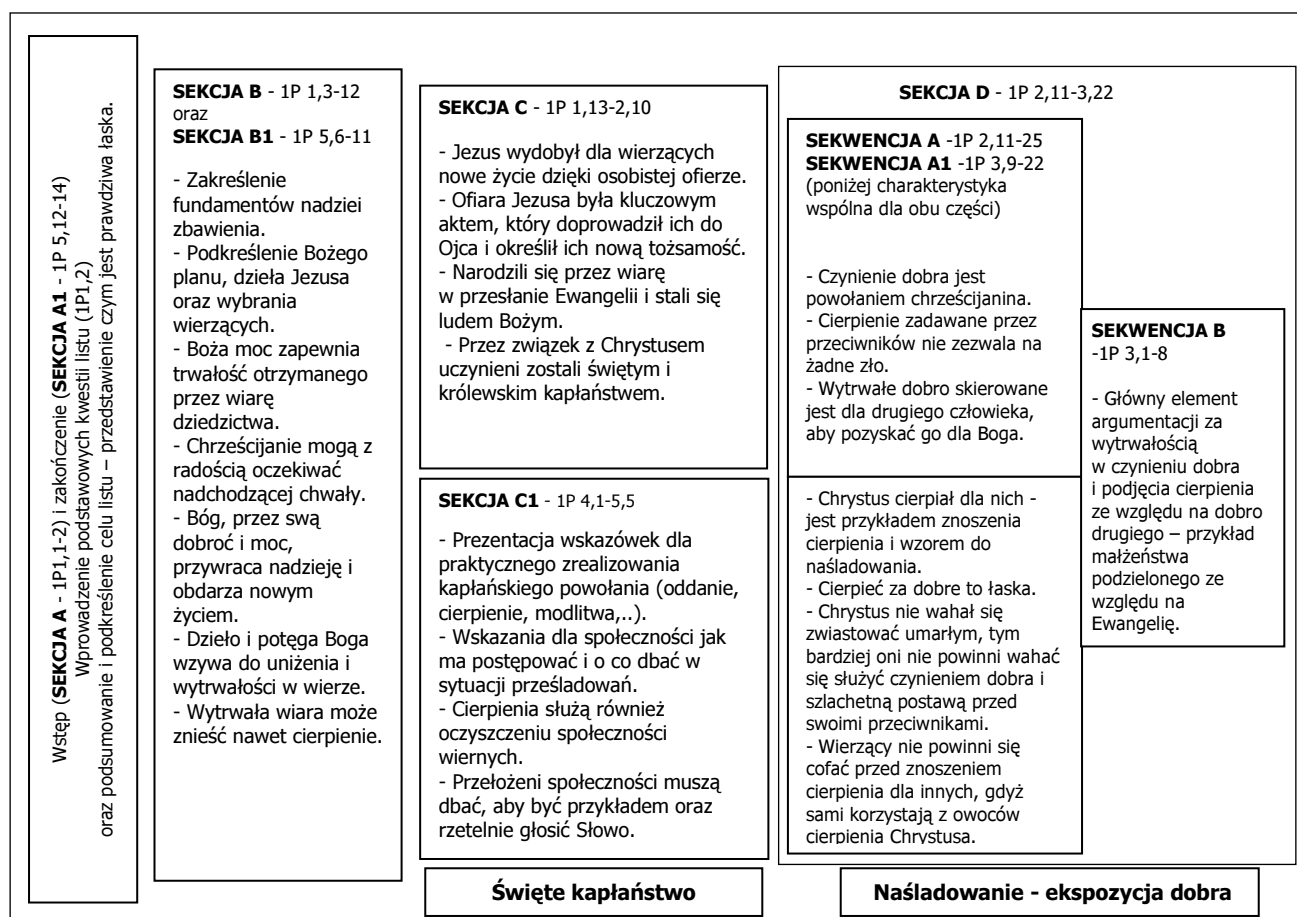 Wstęp (SEKCJA A - 1P1,1-2) i zakończenie (SEKCJA A1 - 1P 5,12-14)
Wprowadzenie podstawowych kwestii listu (1P1,2)
oraz podsumowanie i podkreślenie celu listu – przedstawienie czym jest prawdziwa łaska.
SEKCJA B - 1P 1,3-12
oraz
SEKCJA B1 - 1P 5,6-11
- Zakreślenie
fundamentów nadziei
zbawienia.
- Podkreślenie Bożego
planu, dzieła Jezusa
oraz wybrania
wierzących.
- Boża moc zapewnia
trwałość otrzymanego
przez wiarę
dziedzictwa.
- Chrześcijanie mogą z
radością oczekiwać
nadchodzącej chwały.
- Bóg, przez swą
dobroć i moc,
przywraca nadzieję i
obdarza nowym
życiem.
- Dzieło i potęga Boga
wzywa do uniżenia i
wytrwałości w wierze.
- Wytrwała wiara może
znieść nawet cierpienie.
SEKCJA C - 1P 1,13-2,10
- Jezus wydobył dla wierzących
nowe życie dzięki osobistej ofierze.
- Ofiara Jezusa była kluczowym
aktem, który doprowadził ich do
Ojca i określił ich nową tożsamość.
- Narodzili się przez wiarę
w przesłanie Ewangelii i stali się
ludem Bożym.
- Przez związek z Chrystusem
uczynieni zostali świętym i
królewskim kapłaństwem.
SEKCJA C1 - 1P 4,1-5,5
- Prezentacja wskazówek dla
praktycznego zrealizowania
kapłańskiego powołania (oddanie,
cierpienie, modlitwa,..).
- Wskazania dla społeczności jak
ma postępować i o co dbać w
sytuacji prześladowań.
- Cierpienia służą również
oczyszczeniu społeczności
wiernych.
- Przełożeni społeczności muszą
dbać, aby być przykładem oraz
rzetelnie głosić Słowo.
Święte kapłaństwo
SEKCJA D - 1P 2,11-3,22
SEKWENCJA A -1P 2,11-25
SEKWENCJA A1 -1P 3,9-22
(poniżej charakterystyka
wspólna dla obu części)
- Czynienie dobra jest
powołaniem chrześcijanina.
- Cierpienie zadawane przez
przeciwników nie zezwala na
żadne zło.
- Wytrwałe dobro skierowane
jest dla drugiego człowieka,
aby pozyskać go dla Boga.
- Chrystus cierpiał dla nich -
jest przykładem znoszenia
cierpienia i wzorem do
naśladowania.
- Cierpieć za dobre to łaska.
- Chrystus nie wahał się
zwiastować umarłym, tym
bardziej oni nie powinni wahać
się służyć czynieniem dobra i
szlachetną postawą przed
swoimi przeciwnikami.
- Wierzący nie powinni się
cofać przed znoszeniem
cierpienia dla innych, gdyż
sami korzystają z owoców
cierpienia Chrystusa.
SEKWENCJA B
-1P 3,1-8
- Główny element
argumentacji za
wytrwałością
w czynieniu dobra
i podjęcia cierpienia
ze względu na dobro
drugiego – przykład
małżeństwa
podzielonego ze
względu na
Ewangelię.
Naśladowanie - ekspozycja dobra